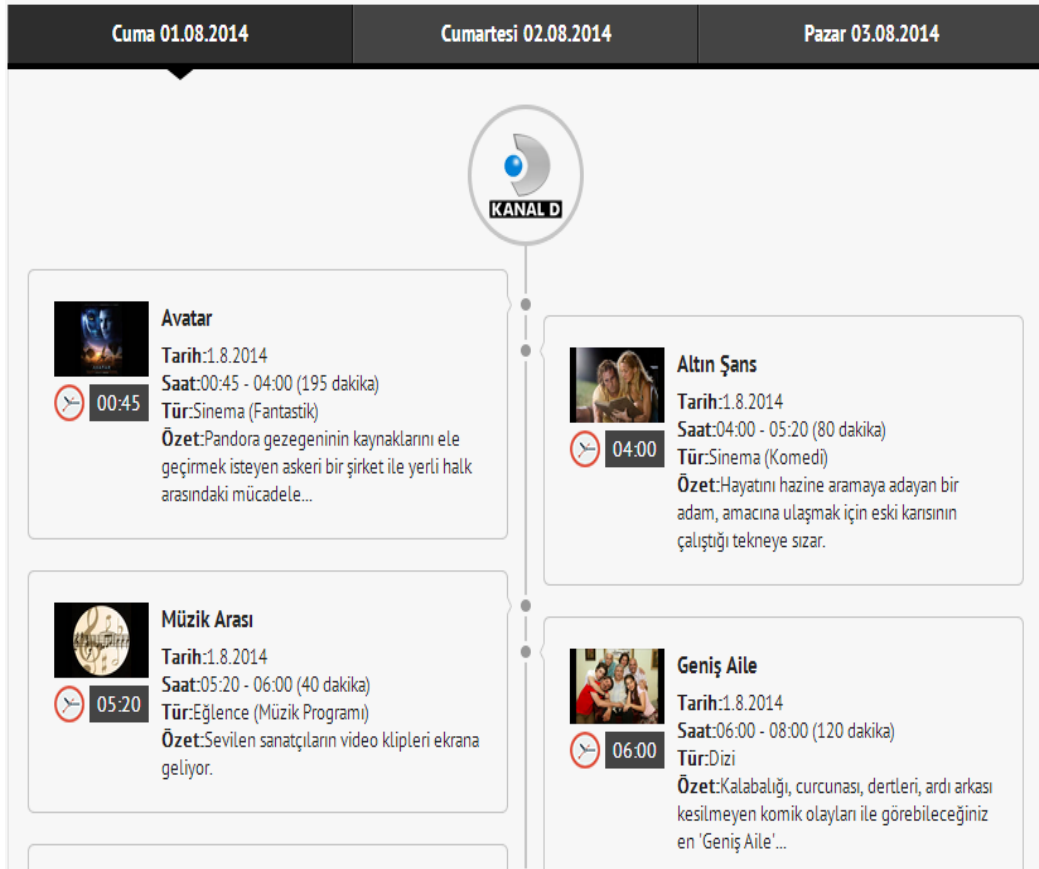 Cuma 01.08.2014
Cumartesi 02.08.2014
Pazar 03.08.2014
KANAL D
Avatar
Tarih:1.8.2014
Saat:00:45 - 04:00 (195 dakika)
Tür:Sinema (Fantastik)
Özet:Pandora gezegeninin kaynaklarını ele
geçirmek isteyen askeri bir şirket ile yerli halk
arasındaki mücadele...
00:45
Altın Şans
Tarih:1.8.2014
Saat:04:00 - 05:20 (80 dakika)
Tür:Sinema (Komedi)
Özet:Hayatını hazine aramaya adayan bir
adam, amacına ulaşmak için eski karısının
çalıştığı tekneye sızar.
04:00
Müzik Arası
Tarih:1.8.2014
Saat:05:20 - 06:00 (40 dakika)
Tür:Eğlence (Müzik Programı)
Özet:Sevilen sanatçıların video klipleri ekrana
geliyor.
05:20
Geniş Aile
Tarih:1.8.2014
Saat:06:00 - 08:00 (120 dakika)
Tür:Dizi
Özet:Kalabalığı, curcunası, dertleri, ardı arkası
kesilmeyen komik olayları ile görebileceğiniz
en 'Geniş Aile'...
06:00